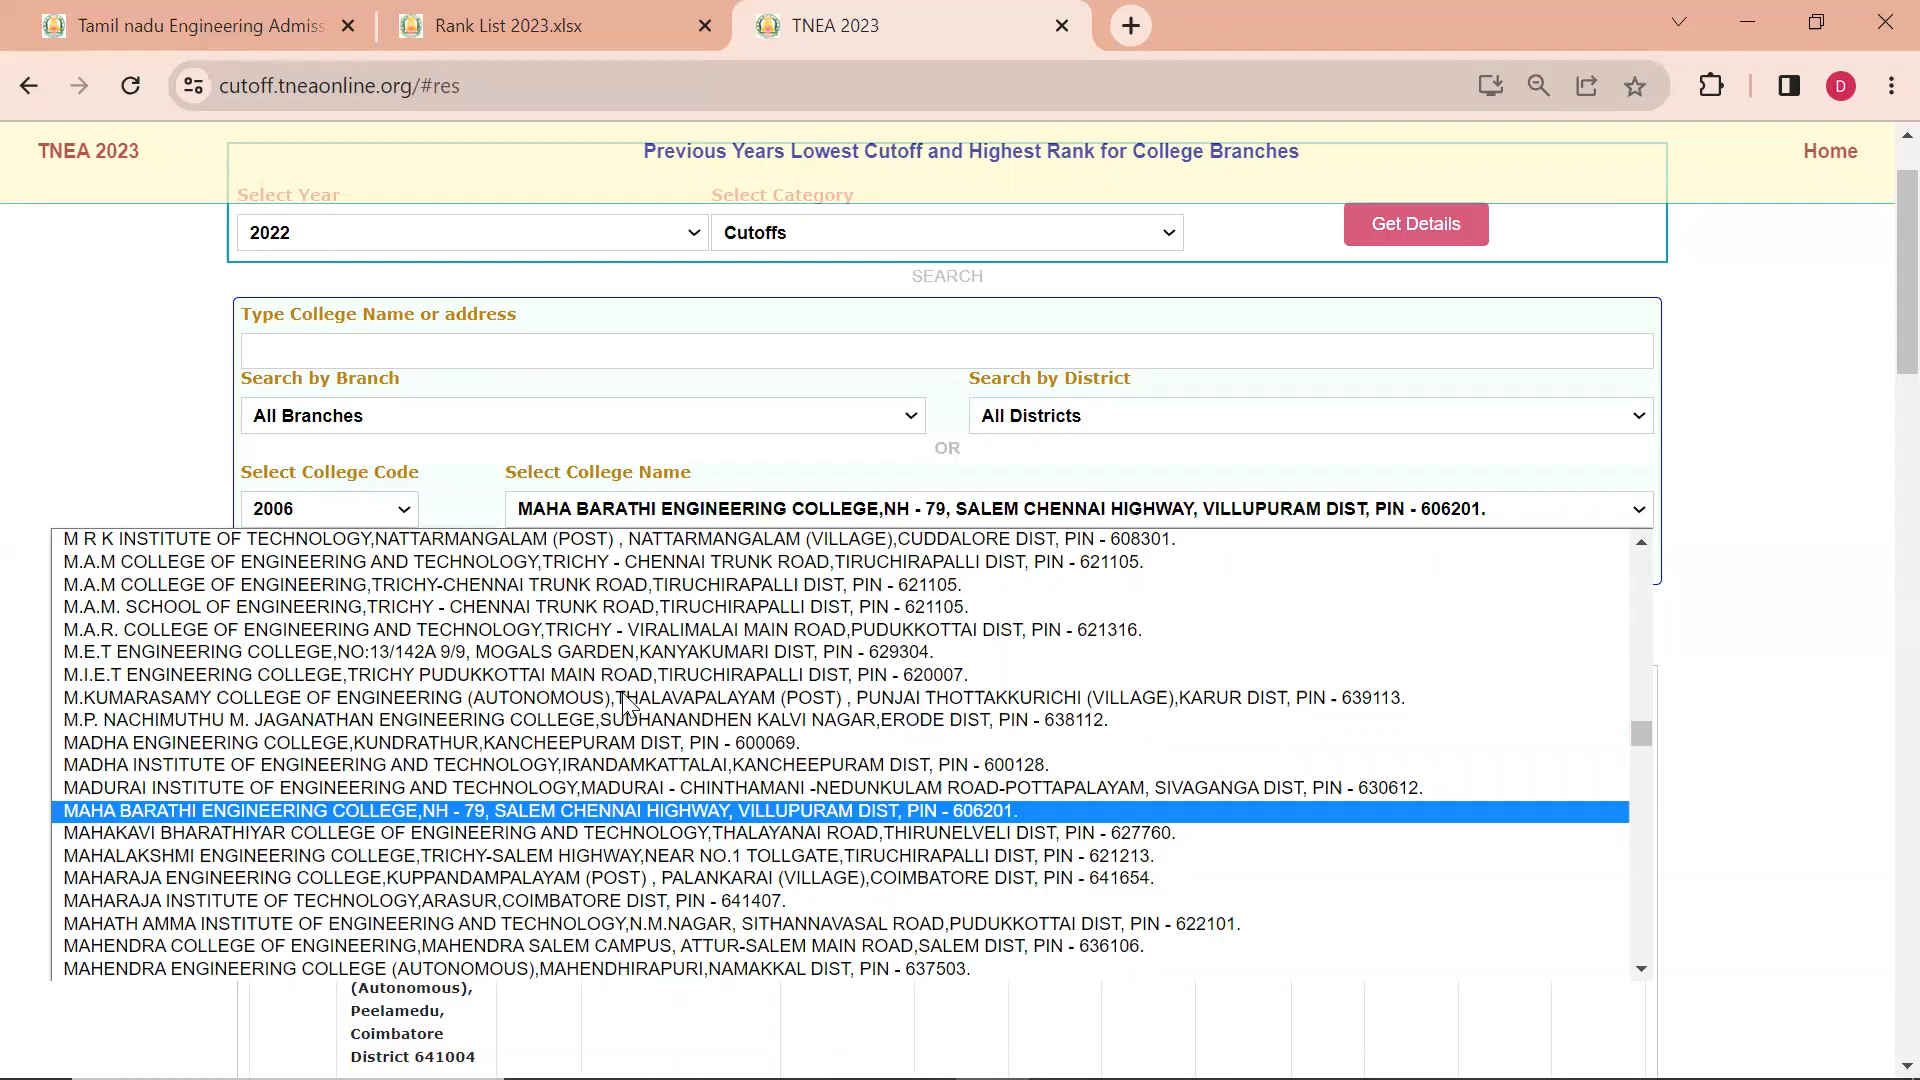 Tamil nadu Engineering Admiss
Rank List 2023.xlsx
TNEA 2023
cutoff.tneaonline.org/#res
D
TNEA 2023
Previous Years Lowest Cutoff and Highest Rank for College Branches
Home
Select Year
Select Category
2022
Cutoffs
Get Details
SEARCH
Type College Name or address
Search by Branch
Search by District
All Branches
All Districts
OR
Select College Code
Select College Name
2006
MAHA BARATHI ENGINEERING COLLEGE,NH - 79, SALEM CHENNAI HIGHWAY, VILLUPURAM DIST, PIN - 606201.
M R K INSTITUTE OF TECHNOLOGY,NATTARMANGALAM (POST) , NATTARMANGALAM (VILLAGE),CUDDALORE DIST, PIN - 608301.
M.A.M COLLEGE OF ENGINEERING AND TECHNOLOGY,TRICHY - CHENNAI TRUNK ROAD,TIRUCHIRAPALLI DIST, PIN - 621105.
M.A.M COLLEGE OF ENGINEERING,TRICHY-CHENNAI TRUNK ROAD,TIRUCHIRAPALLI DIST, PIN - 621105.
M.A.M. SCHOOL OF ENGINEERING,TRICHY - CHENNAI TRUNK ROAD,TIRUCHIRAPALLI DIST, PIN - 621105.
M.A.R. COLLEGE OF ENGINEERING AND TECHNOLOGY,TRICHY - VIRALIMALAI MAIN ROAD,PUDUKKOTTAI DIST, PIN - 621316.
M.E.T ENGINEERING COLLEGE,NO:13/142A 9/9, MOGALS GARDEN,KANYAKUMARI DIST, PIN - 629304.
M.I.E.T ENGINEERING COLLEGE,TRICHY PUDUKKOTTAI MAIN ROAD,TIRUCHIRAPALLI DIST, PIN - 620007.
M.KUMARASAMY COLLEGE OF ENGINEERING (AUTONOMOUS),THALAVAPALAYAM (POST) , PUNJAI THOTTAKKURICHI (VILLAGE),KARUR DIST, PIN - 639113.
M.P. NACHIMUTHU M. JAGANATHAN ENGINEERING COLLEGE,SUDHANANDHEN KALVI NAGAR,ERODE DIST, PIN - 638112.
MADHA ENGINEERING COLLEGE,KUNDRATHUR,KANCHEEPURAM DIST, PIN - 600069.
MADHA INSTITUTE OF ENGINEERING AND TECHNOLOGY,IRANDAMKATTALAI,KANCHEEPURAM DIST, PIN - 600128.
MADURAI INSTITUTE OF ENGINEERING AND TECHNOLOGY,MADURAI - CHINTHAMANI -NEDUNKULAM ROAD-POTTAPALAYAM, SIVAGANGA DIST, PIN - 630612.
MAHA BARATHI ENGINEERING COLLEGE,NH - 79, SALEM CHENNAI HIGHWAY, VILLUPURAM DIST, PIN - 606201.
MAHAKAVI BHARATHIYAR COLLEGE OF ENGINEERING AND TECHNOLOGY,THALAYANAI ROAD,THIRUNELVELI DIST, PIN - 627760.
MAHALAKSHMI ENGINEERING COLLEGE,TRICHY-SALEM HIGHWAY,NEAR NO.1 TOLLGATE,TIRUCHIRAPALLI DIST, PIN - 621213.
MAHARAJA ENGINEERING COLLEGE,KUPPANDAMPALAYAM (POST) , PALANKARAI (VILLAGE),COIMBATORE DIST, PIN - 641654.
MAHARAJA INSTITUTE OF TECHNOLOGY,ARASUR,COIMBATORE DIST, PIN - 641407.
MAHATH AMMA INSTITUTE OF ENGINEERING AND TECHNOLOGY,N.M.NAGAR, SITHANNAVASAL ROAD,PUDUKKOTTAI DIST, PIN - 622101.
MAHENDRA COLLEGE OF ENGINEERING,MAHENDRA SALEM CAMPUS, ATTUR-SALEM MAIN ROAD,SALEM DIST, PIN - 636106.
MAHENDRA ENGINEERING COLLEGE (AUTONOMOUS),MAHENDHIRAPURI,NAMAKKAL DIST, PIN - 637503.
(Autonomous),
Peelamedu,
Coimbatore
District 641004